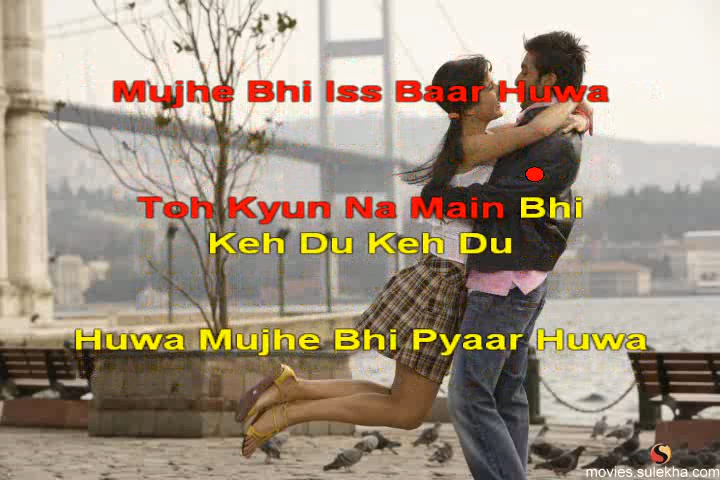 Mujhe Bhi Iss Baar Huwa
Toh Kyun Na Main Bhi
Keh Du Keh Du
Huwa Mujhe Bhi Pyaar Huwa
movies.sulekha.com